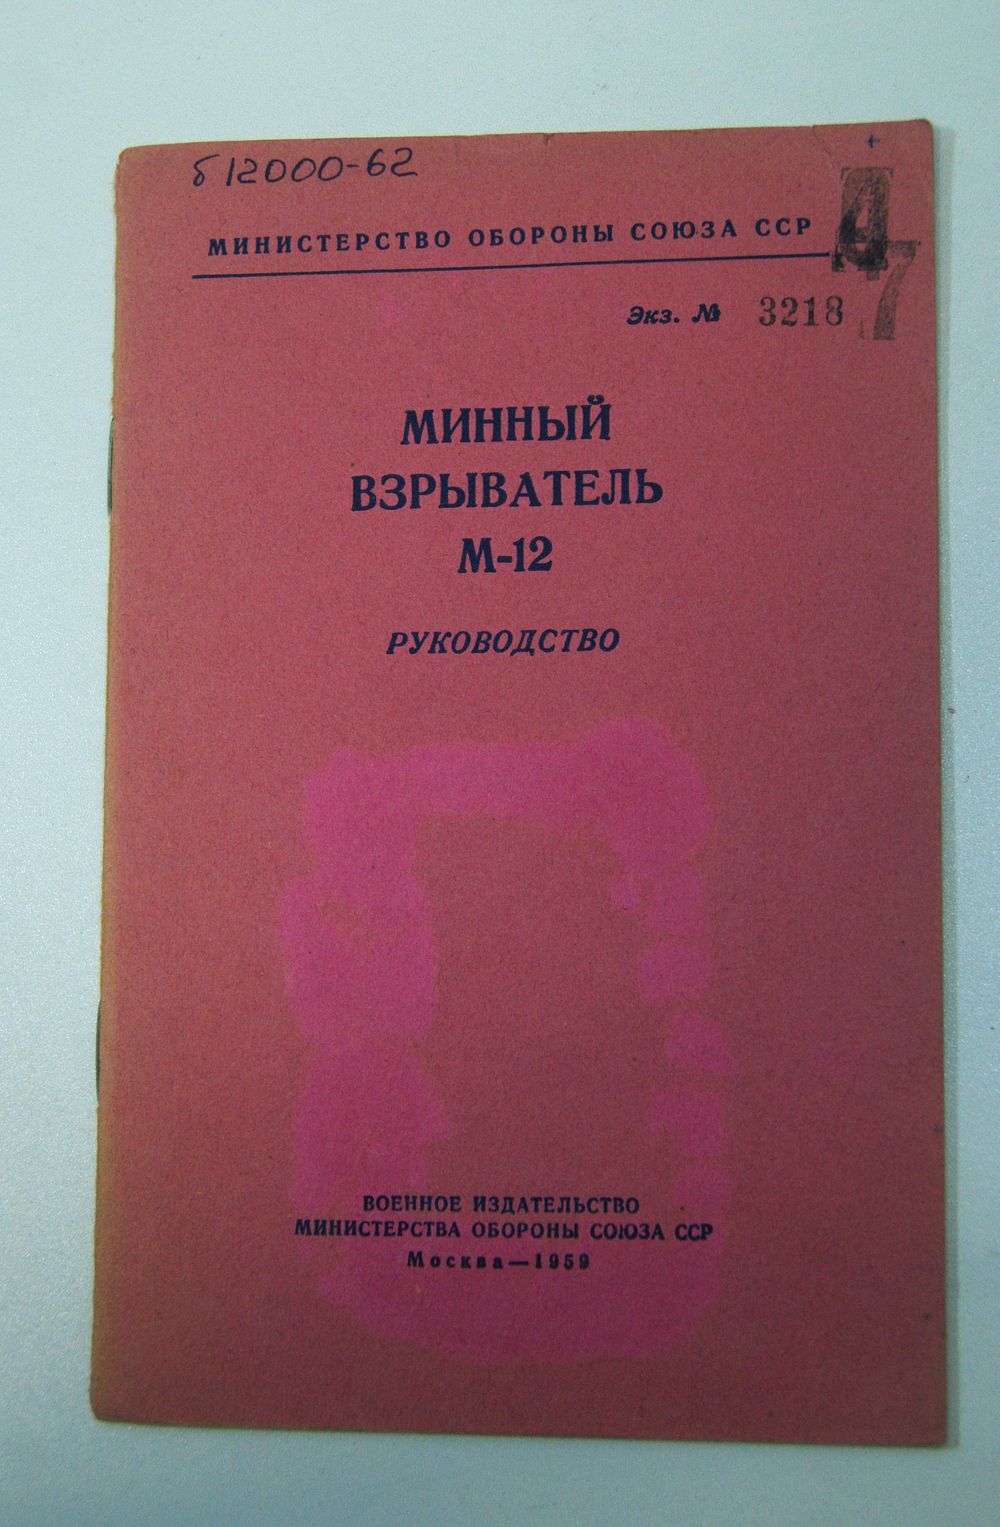 б12000-62
МИНИСТЕРСТВО ОБОРОНЫ СОЮЗА ССР
47
Экз. № 3218
МИННЫЙ
ВЗРЫВАТЕЛЬ
М-12
РУКОВОДСТВО
ВОЕННОЕ ИЗДАТЕЛЬСТВО
МИНИСТЕРСТВА ОБОРОНЫ СОЮЗА ССР
Москва—1959